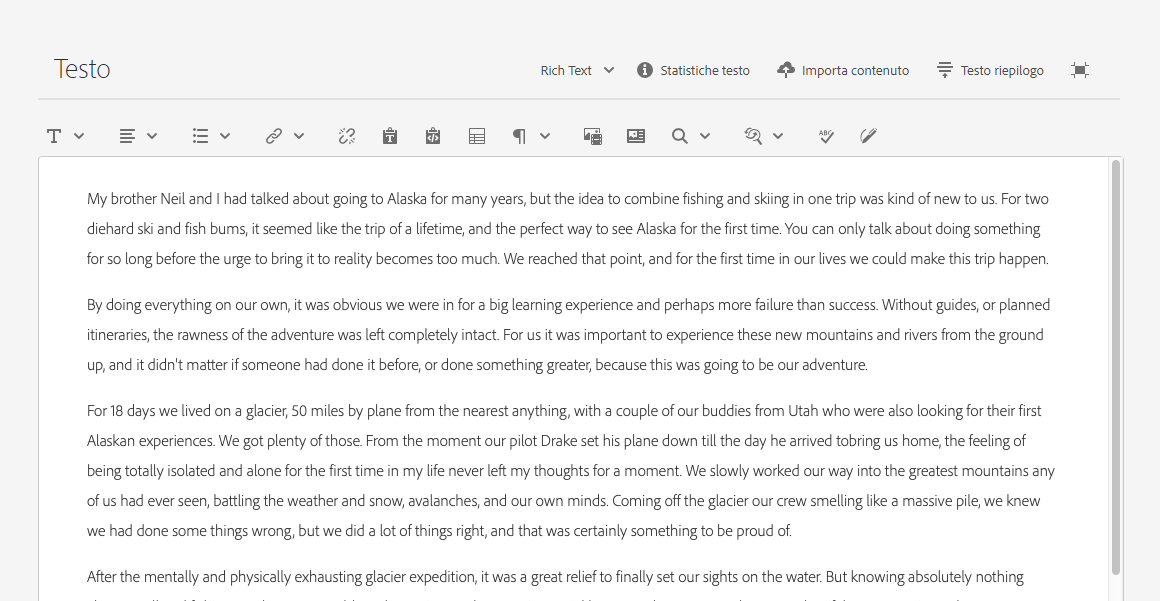 Testo
Rich Text
Statistiche testo
Importa contenuto
Testo riepilogo
ABC
My brother Neil and I had talked about going to Alaska for many years, but the idea to combine fishing and skiing in one trip was kind of new to us. For two
diehard ski and fish bums, it seemed like the trip of a lifetime, and the perfect way to see Alaska for the first time. You can only talk about doing something
for so long before the urge to bring it to reality becomes too much. We reached that point, and for the first time in our lives we could make this trip happen.
By doing everything on our own, it was obvious we were in for a big learning experience and perhaps more failure than success. Without guides, or planned
itineraries, the rawness of the adventure was left completely intact. For us it was important to experience these new mountains and rivers from the ground
up, and it didn't matter if someone had done it before, or done something greater, because this was going to be our adventure.
For 18 days we lived on a glacier, 50 miles by plane from the nearest anything, with a couple of our buddies from Utah who were also looking for their first
Alaskan experiences. We got plenty of those. From the moment our pilot Drake set his plane down till the day he arrived tobring us home, the feeling of
being totally isolated and alone for the first time in my life never left my thoughts for a moment. We slowly worked our way into the greatest mountains any
of us had ever seen, battling the weather and snow, avalanches, and our own minds. Coming off the glacier our crew smelling like a massive pile, we knew
we had done some things wrong, but we did a lot of things right, and that was certainly something to be proud of.
After the mentally and physically exhausting glacier expedition, it was a great relief to finally set our sights on the water. But knowing absolutely nothing